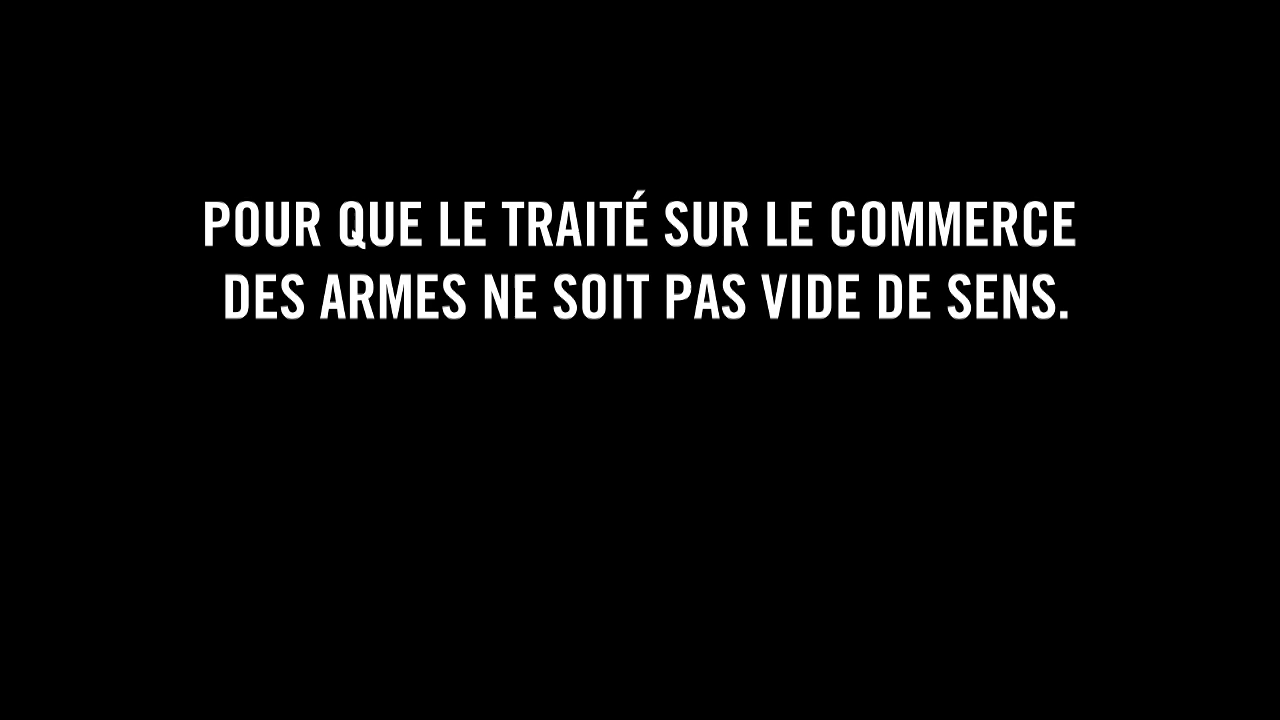 POUR QUE LE TRAITÉ SUR LE COMMERCE
DES ARMES NE SOIT PAS VIDE DE SENS.